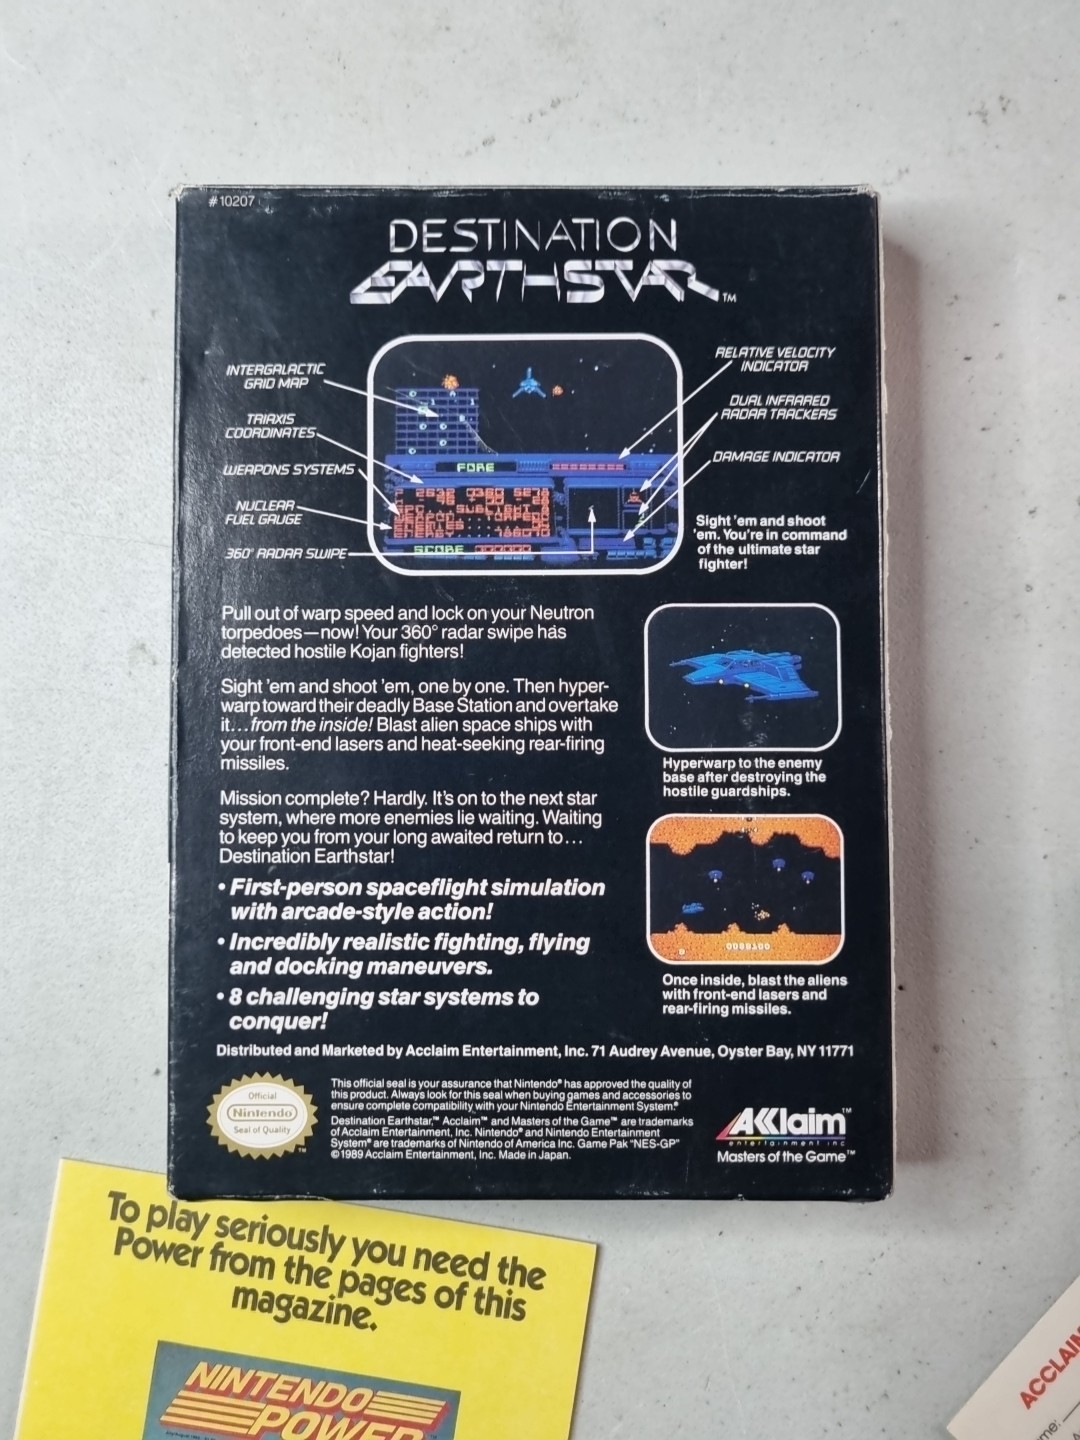 #10207
DESTINATION
EARTHSTAR™
INTERGALACTIC
GRID MAP
TRIAXIS
COORDINATES
WEAPONS SYSTEMS
NUCLEAR
FUEL GAUGE
360° RADAR SWIPE
RELATIVE VELOCITY
INDICATOR
DUAL INFRARED
RADAR TRACKERS
DAMAGE INDICATOR
FORE
SCORE 000000
Sight 'em and shoot
'em. You're in command
of the ultimate star
fighter!
Pull out of warp speed and lock on your Neutron
torpedoes—now! Your 360° radar swipe has
detected hostile Kojan fighters!
Sight 'em and shoot 'em, one by one. Then hyper-
warp toward their deadly Base Station and overtake
it...from the inside! Blast alien space ships with
your front-end lasers and heat-seeking rear-firing
missiles.
Mission complete? Hardly. It's on to the next star
system, where more enemies lie waiting. Waiting
to keep you from your long awaited return to...
Destination Earthstar!
• First-person spaceflight simulation
with arcade-style action!
• Incredibly realistic fighting, flying
and docking maneuvers.
• 8 challenging star systems to
conquer!
Hyperwarp to the enemy
base after destroying the
hostile guardships.
Once inside, blast the aliens
with front-end lasers and
rear-firing missiles.
Distributed and Marketed by Acclaim Entertainment, Inc. 71 Audrey Avenue, Oyster Bay, NY 11771
Official
Nintendo
Seal of Quality
TM
This official seal is your assurance that Nintendo® has approved the quality of
this product. Always look for this seal when buying games and accessories to
ensure complete compatibility with your Nintendo Entertainment System.®
Destination Earthstar,™ Acclaim™ and Masters of the Game™ are trademarks
of Acclaim Entertainment, Inc. Nintendo® and Nintendo Entertainment
System® are trademarks of Nintendo of America Inc. Game Pak "NES-GP"
©1989 Acclaim Entertainment, Inc. Made in Japan.
AKklaim™
entertainment inc
Masters of the Game™
To play seriously you need the
Power from the pages of this
magazine.
NINTENDO
POWER
ACCLAIM
me: